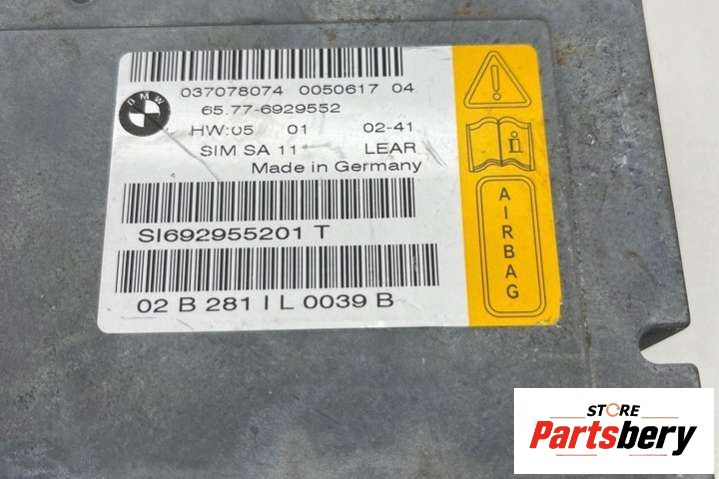 037078074 0050617 04
65.77-6929552
BMW
HW:05 01 02-41
SIM SA 11 LEAR
Made in Germany
SI692955201 T
02 B 281 I L 0039 B
AIRBAG
STORE
Partsbery